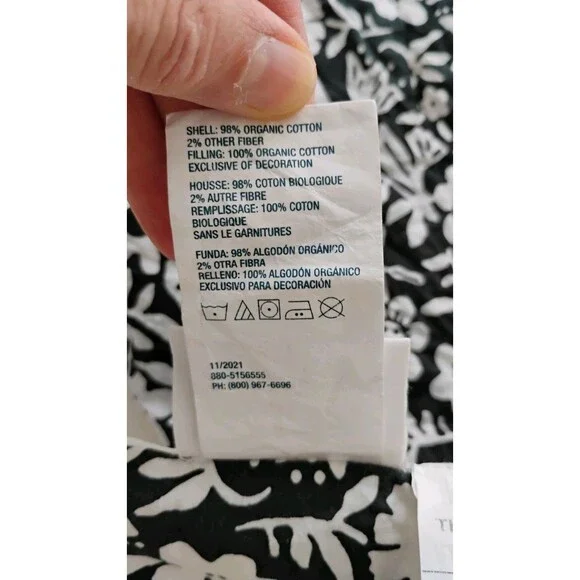 SHELL: 98% ORGANIC COTTON
2% OTHER FIBER
FILLING: 100% ORGANIC COTTON
EXCLUSIVE OF DECORATION
HOUSSE: 98% COTON BIOLOGIQUE
2% AUTRE FIBRE
REMPLISSAGE: 100% COTON
BIOLOGIQUE
SANS LE GARNITURES
FUNDA: 98% ALGODÓN ORGÁNICO
2% OTRA FIBRA
RELLENO: 100% ALGODÓN ORGÁNICO
EXCLUSIVO PARA DECORACIÓN
11/2021
880-5156555
PH: (800) 967-6696